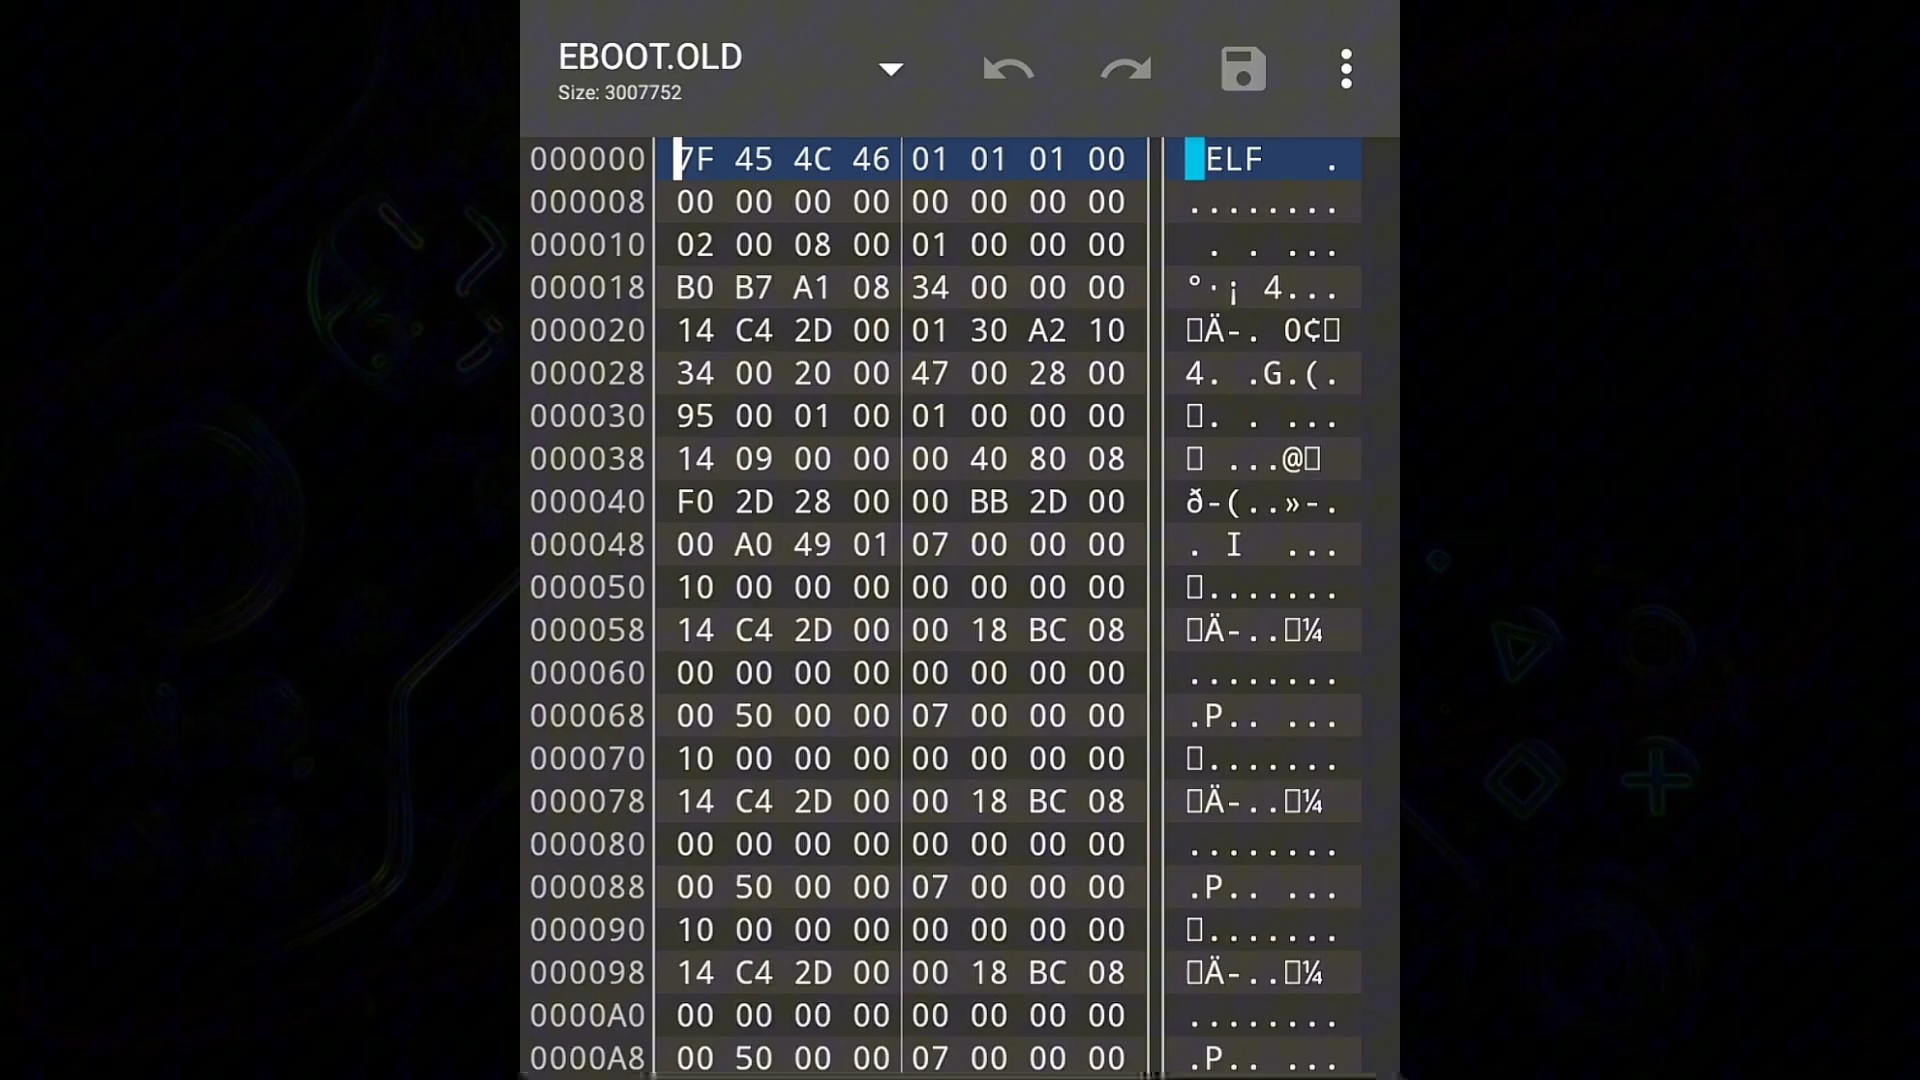 EBOOT.OLD
Size: 3007752
000000 7F 45 4C 46 01 01 01 00 ELF .
000008 00 00 00 00 00 00 00 00 ........
000010 02 00 08 00 01 00 00 00 . . ...
000018 B0 B7 A1 08 34 00 00 00 °·¡ 4...
000020 14 C4 2D 00 01 30 A2 10 □Ä-. 0¢□
000028 34 00 20 00 47 00 28 00 4. .G.(.
000030 95 00 01 00 01 00 00 00 □. . ...
000038 14 09 00 00 00 40 80 08 □ ...@□
000040 F0 2D 28 00 00 BB 2D 00 ð-(..»-.
000048 00 A0 49 01 07 00 00 00 . I ...
000050 10 00 00 00 00 00 00 00 □.......
000058 14 C4 2D 00 00 18 BC 08 □Ä-..□¼
000060 00 00 00 00 00 00 00 00 ........
000068 00 50 00 00 07 00 00 00 .P.. ...
000070 10 00 00 00 00 00 00 00 □.......
000078 14 C4 2D 00 00 18 BC 08 □Ä-..□¼
000080 00 00 00 00 00 00 00 00 ........
000088 00 50 00 00 07 00 00 00 .P.. ...
000090 10 00 00 00 00 00 00 00 □.......
000098 14 C4 2D 00 00 18 BC 08 □Ä-..□¼
0000A0 00 00 00 00 00 00 00 00 ........
0000A8 00 50 00 00 07 00 00 00 .P.. ...